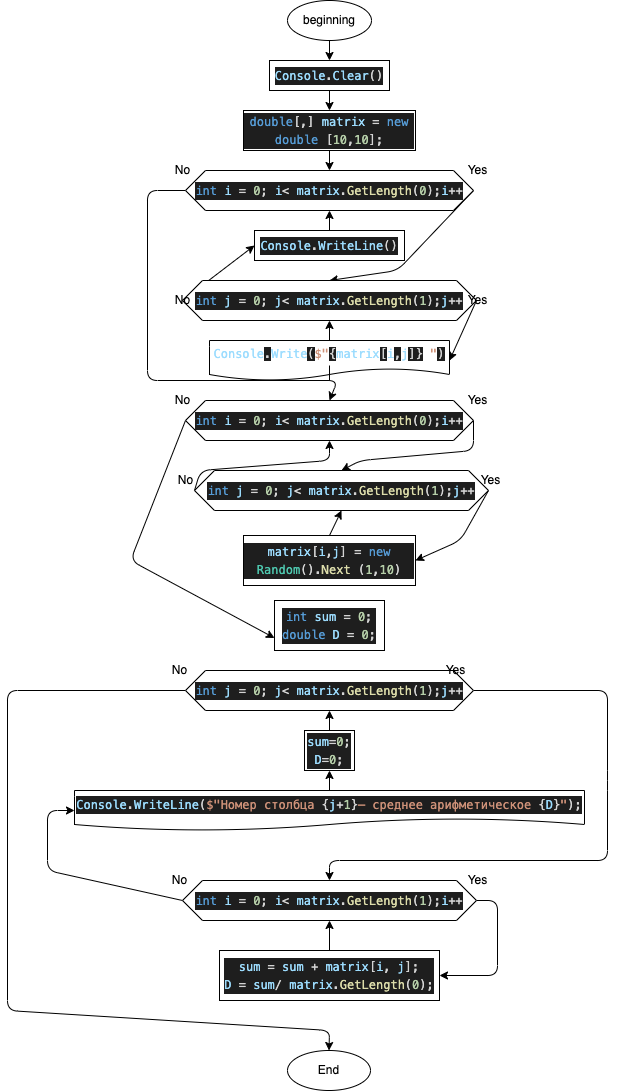 beginning
Console.Clear()
double[,] matrix = new
double [10,10];
No
Yes
int i = 0; i< matrix.GetLength(0);i++
Console.WriteLine()
No
int j = 0; j< matrix.GetLength(1);j++
Yes
Console.Write($"{matrix[i,j]} ")
No
Yes
int i = 0; i< matrix.GetLength(0);i++
No
Yes
int j = 0; j< matrix.GetLength(1);j++
matrix[i,j] = new
Random().Next (1,10)
int sum = 0;
double D = 0;
No
Yes
int j = 0; j< matrix.GetLength(1);j++
sum=0;
D=0;
Console.WriteLine($"Номер столбца {j+1}– среднее арифметическое {D}");
No
Yes
int i = 0; i< matrix.GetLength(1);i++
sum = sum + matrix[i, j];
D = sum/ matrix.GetLength(0);
End